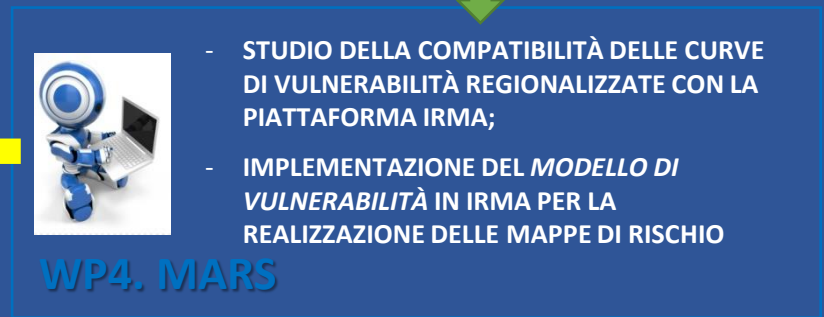 - STUDIO DELLA COMPATIBILITÀ DELLE CURVE
DI VULNERABILITÀ REGIONALIZZATE CON LA
PIATTAFORMA IRMA;
- IMPLEMENTAZIONE DEL MODELLO DI
VULNERABILITÀ IN IRMA PER LA
REALIZZAZIONE DELLE MAPPE DI RISCHIO
WP4. MARS